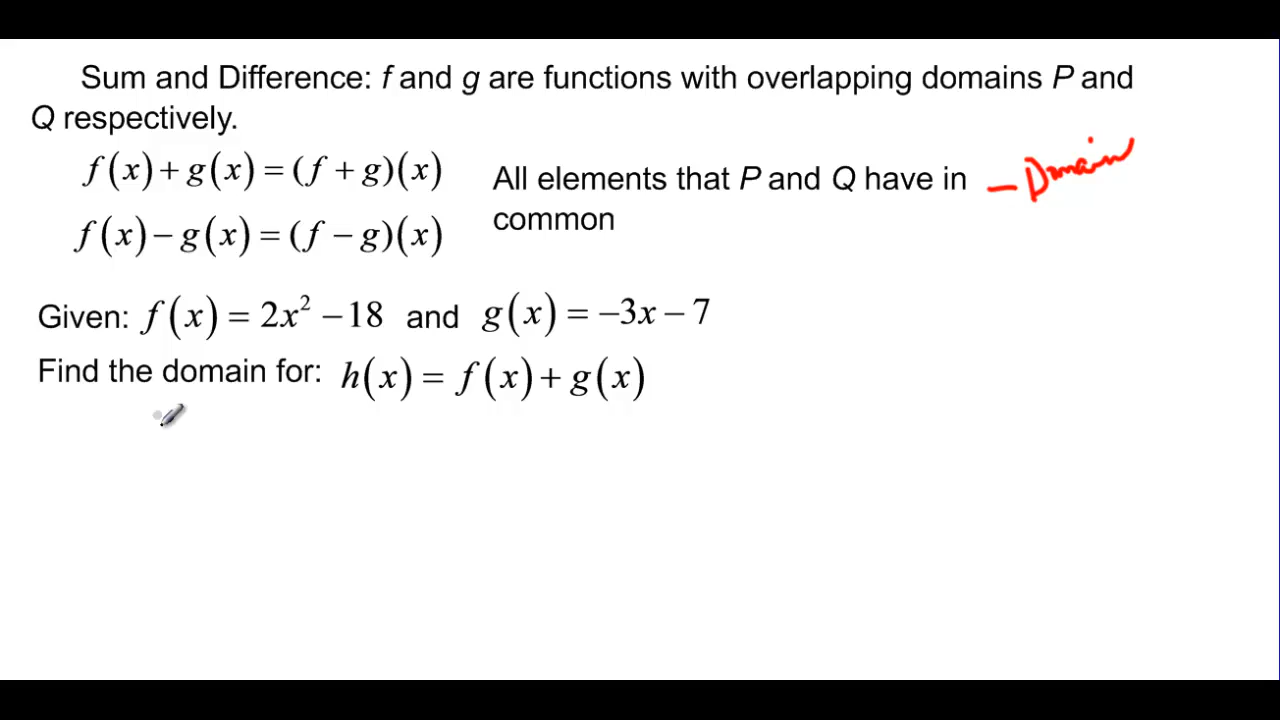 Sum and Difference: f and g are functions with overlapping domains P and
Q respectively.
f(x) + g(x) = (f + g)(x)
All elements that P and Q have in – Domain
f(x) − g(x) = (f − g)(x)
common
Given: f(x) = 2x² − 18 and g(x) = −3x − 7
Find the domain for: h(x) = f(x) + g(x)